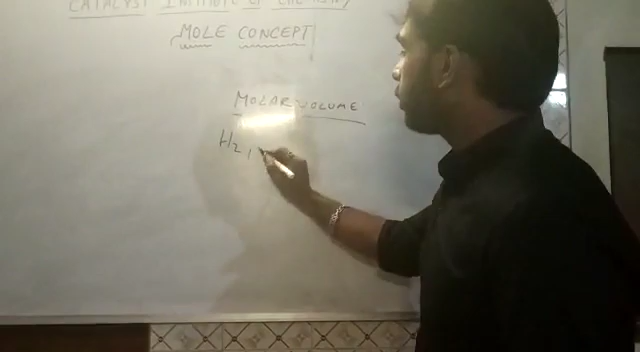 CATALYST INSTITUTE OF CHEMISTRY
MOLE CONCEPT
MOLAR VOLUME
H2,